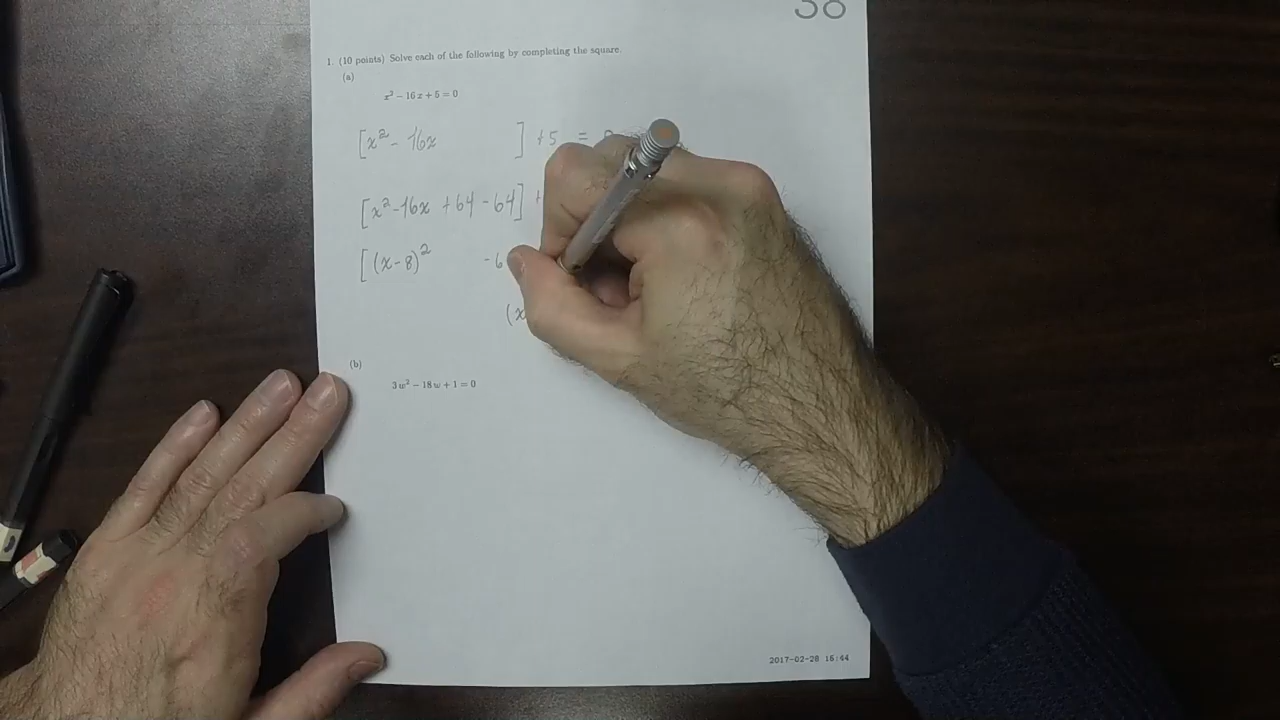 38
1. (10 points) Solve each of the following by completing the square.
(a)
x² − 16x + 5 = 0
[x² - 16x ] +5 =
[x² -16x +64 - 64] +
[(x-8)² -6
(x
(b)
3w² − 18w + 1 = 0
2017-02-28 15:44